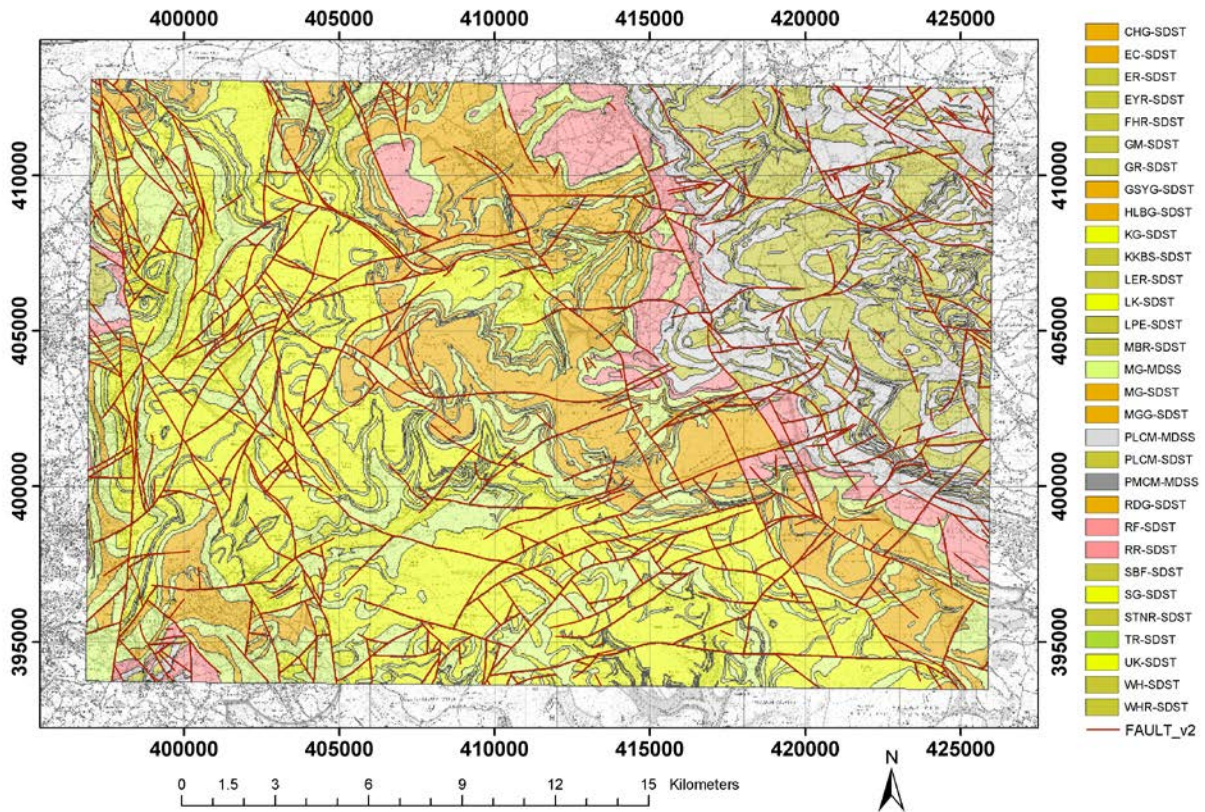 400000 405000 410000 415000 420000 425000
410000
405000
400000
395000
410000
405000
400000
395000
400000 405000 410000 415000 420000 425000
0 1.5 3 6 9 12 15 Kilometers
N
CHG-SDST
EC-SDST
ER-SDST
EYR-SDST
FHR-SDST
GM-SDST
GR-SDST
GSYG-SDST
HLBG-SDST
KG-SDST
KKBS-SDST
LER-SDST
LK-SDST
LPE-SDST
MBR-SDST
MG-MDSS
MG-SDST
MGG-SDST
PLCM-MDSS
PLCM-SDST
PMCM-MDSS
RDG-SDST
RF-SDST
RR-SDST
SBF-SDST
SG-SDST
STNR-SDST
TR-SDST
UK-SDST
WH-SDST
WHR-SDST
FAULT_v2